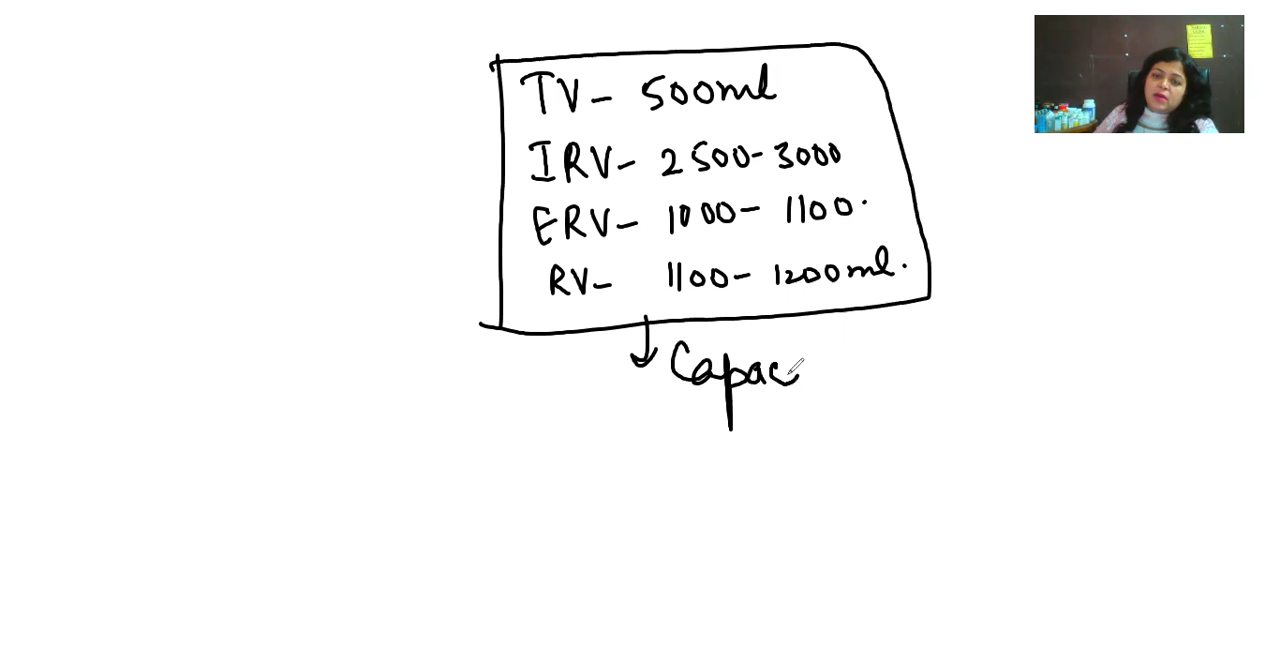 TV- 500ml
IRV- 2500-3000
ERV- 1000- 1100.
RV- 1100- 1200ml.
Capac